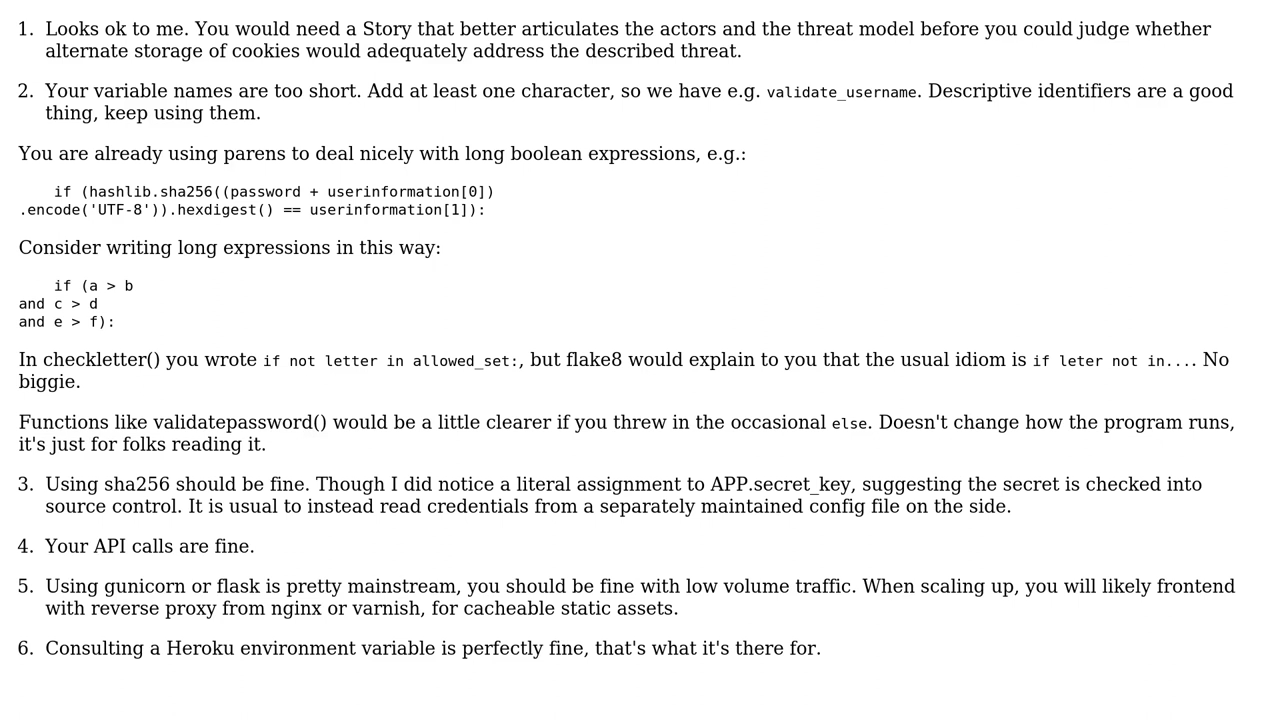 1. Looks ok to me. You would need a Story that better articulates the actors and the threat model before you could judge whether
alternate storage of cookies would adequately address the described threat.
2. Your variable names are too short. Add at least one character, so we have e.g. validate_username. Descriptive identifiers are a good
thing, keep using them.
You are already using parens to deal nicely with long boolean expressions, e.g.:
if (hashlib.sha256((password + userinformation[0])
.encode('UTF-8')).hexdigest() == userinformation[1]):
Consider writing long expressions in this way:
if (a > b
and c > d
and e > f):
In checkletter() you wrote if not letter in allowed_set:, but flake8 would explain to you that the usual idiom is if leter not in.... No
biggie.
Functions like validatepassword() would be a little clearer if you threw in the occasional else. Doesn't change how the program runs,
it's just for folks reading it.
3. Using sha256 should be fine. Though I did notice a literal assignment to APP.secret_key, suggesting the secret is checked into
source control. It is usual to instead read credentials from a separately maintained config file on the side.
4. Your API calls are fine.
5. Using gunicorn or flask is pretty mainstream, you should be fine with low volume traffic. When scaling up, you will likely frontend
with reverse proxy from nginx or varnish, for cacheable static assets.
6. Consulting a Heroku environment variable is perfectly fine, that's what it's there for.